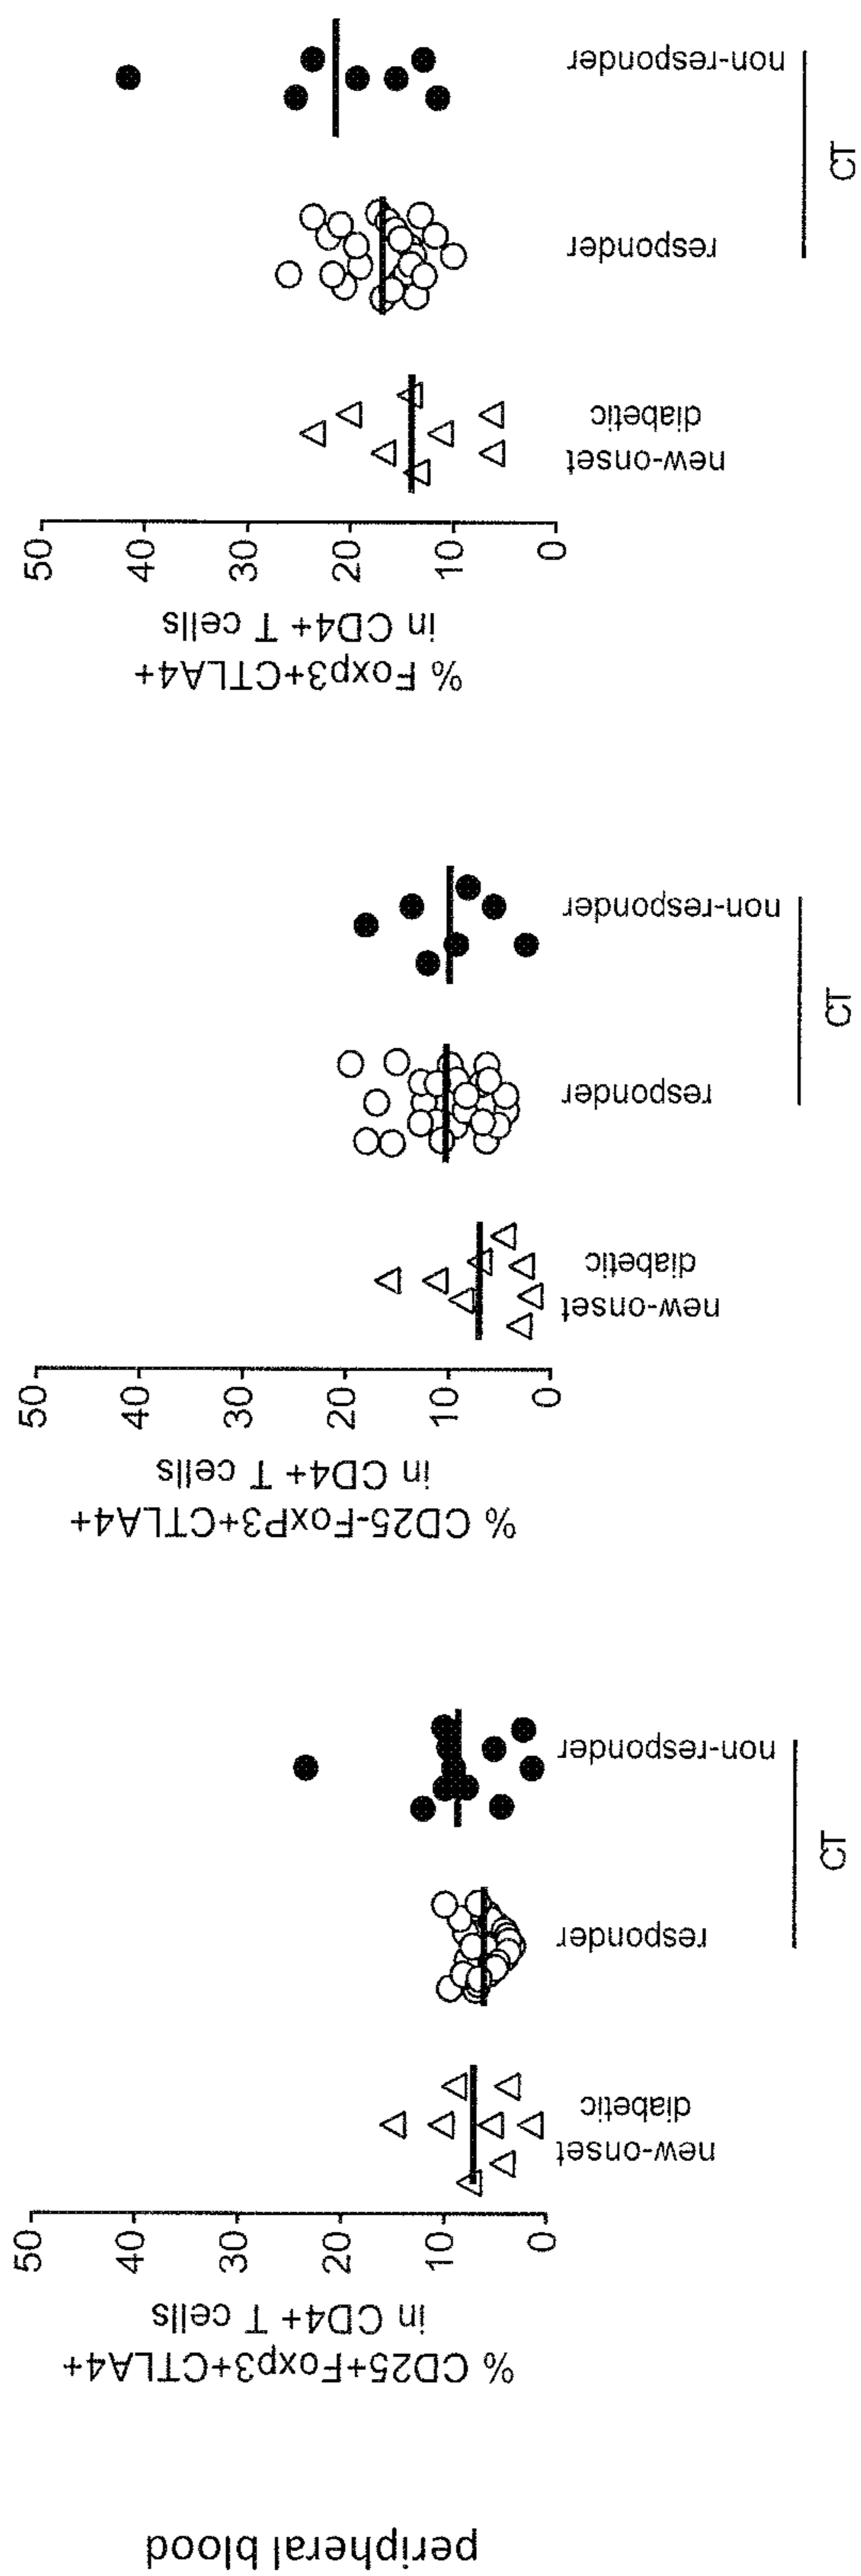 peripheral blood
% CD25+Foxp3+CTLA4+
in CD4+ T cells
50
40
30
20
10
0
new-onset
diabetic
responder
non-responder
CT
% CD25-FoxP3+CTLA4+
in CD4+ T cells
50
40
30
20
10
0
new-onset
diabetic
responder
non-responder
CT
% Foxp3+CTLA4+
in CD4+ T cells
50
40
30
20
10
0
new-onset
diabetic
responder
non-responder
CT